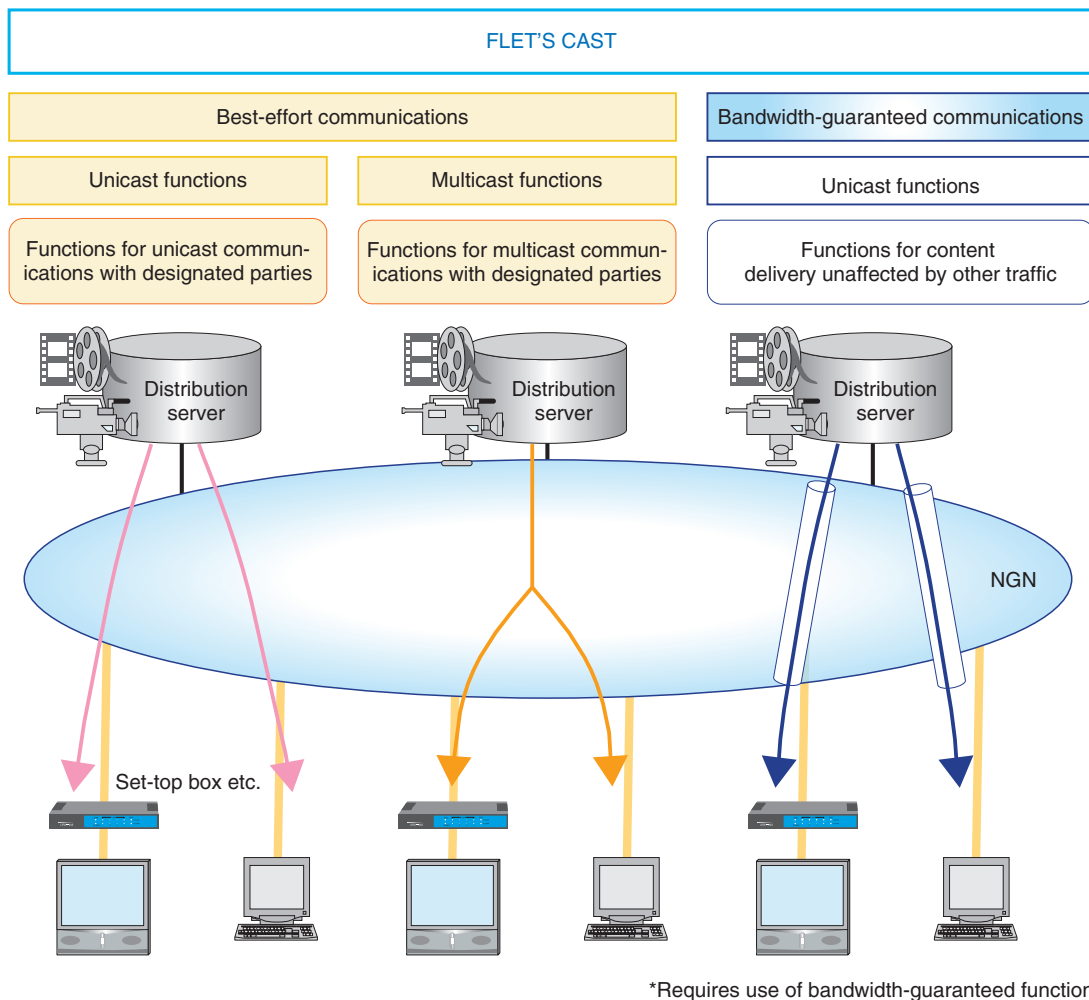 FLET'S CAST
Best-effort communications
Bandwidth-guaranteed communications
Unicast functions
Multicast functions
Unicast functions
Functions for unicast commun-
ications with designated parties
Functions for multicast commun-
ications with designated parties
Functions for content
delivery unaffected by other traffic
Distribution
server
Distribution
server
Distribution
server
NGN
Set-top box etc.
*Requires use of bandwidth-guaranteed function